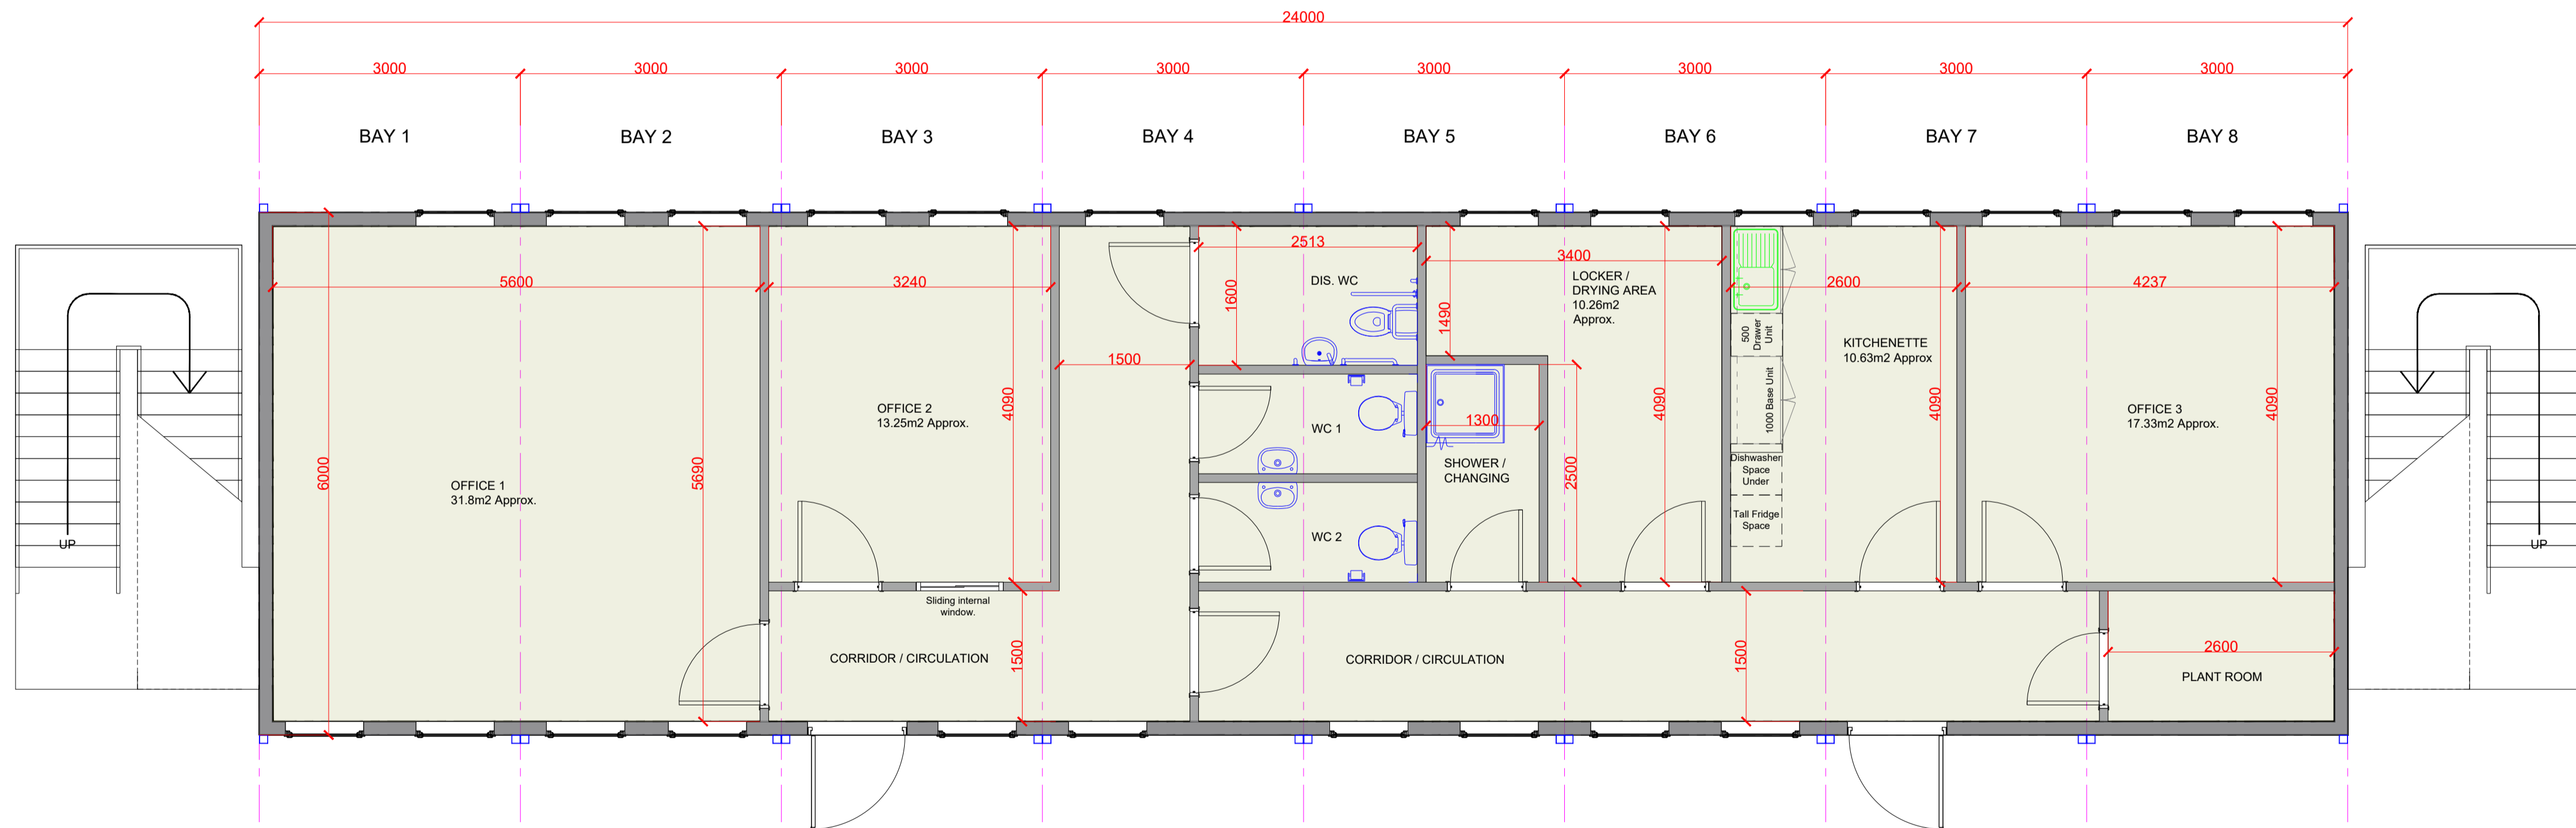 24000
3000
3000
3000
3000
3000
3000
3000
3000
BAY 1
BAY 2
BAY 3
BAY 4
BAY 5
BAY 6
BAY 7
BAY 8
UP
6000
5600
5690
OFFICE 1
31.8m2 Approx.
3240
4090
OFFICE 2
13.25m2 Approx.
Sliding internal
window.
CORRIDOR / CIRCULATION
1500
1500
2513
1600
DIS. WC
WC 1
WC 2
3400
1490
LOCKER /
DRYING AREA
10.26m2
Approx.
4090
1300
2500
SHOWER /
CHANGING
CORRIDOR / CIRCULATION
1500
2600
500
Drawer
Unit
1000 Base Unit
Dishwasher
Space
Under
Tall Fridge
Space
KITCHENETTE
10.63m2 Approx
4090
4237
4090
OFFICE 3
17.33m2 Approx.
2600
PLANT ROOM
UP